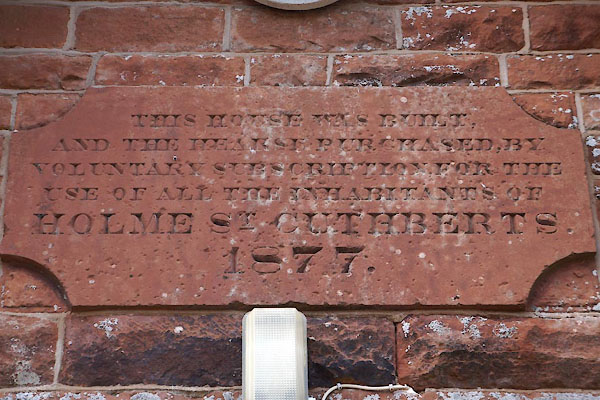 THIS HOUSE WAS BUILT,
AND THE HEARSE PURCHASED, BY
VOLUNTARY SUBSCRIPTION FOR THE
USE OF ALL THE INHABITANTS OF
HOLME ST. CUTHBERTS.
1877.